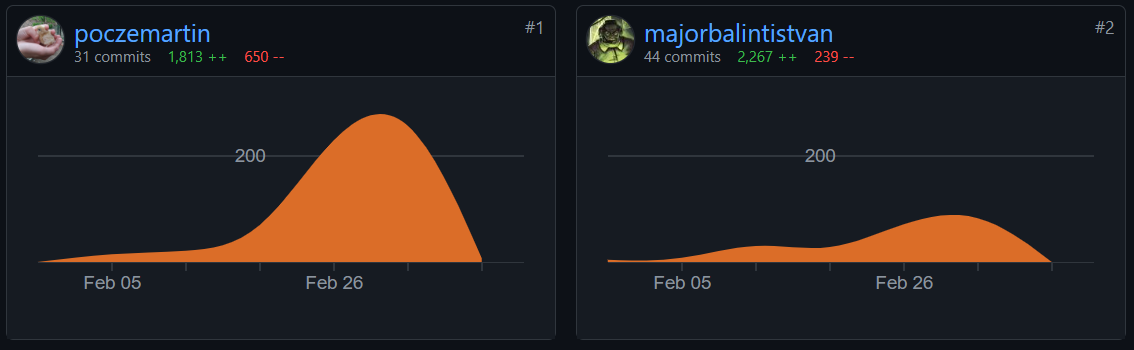 poczemartin #1
31 commits 1,813 ++ 650 --
200
Feb 05 Feb 26
majorbalintistvan #2
44 commits 2,267 ++ 239 --
200
Feb 05 Feb 26